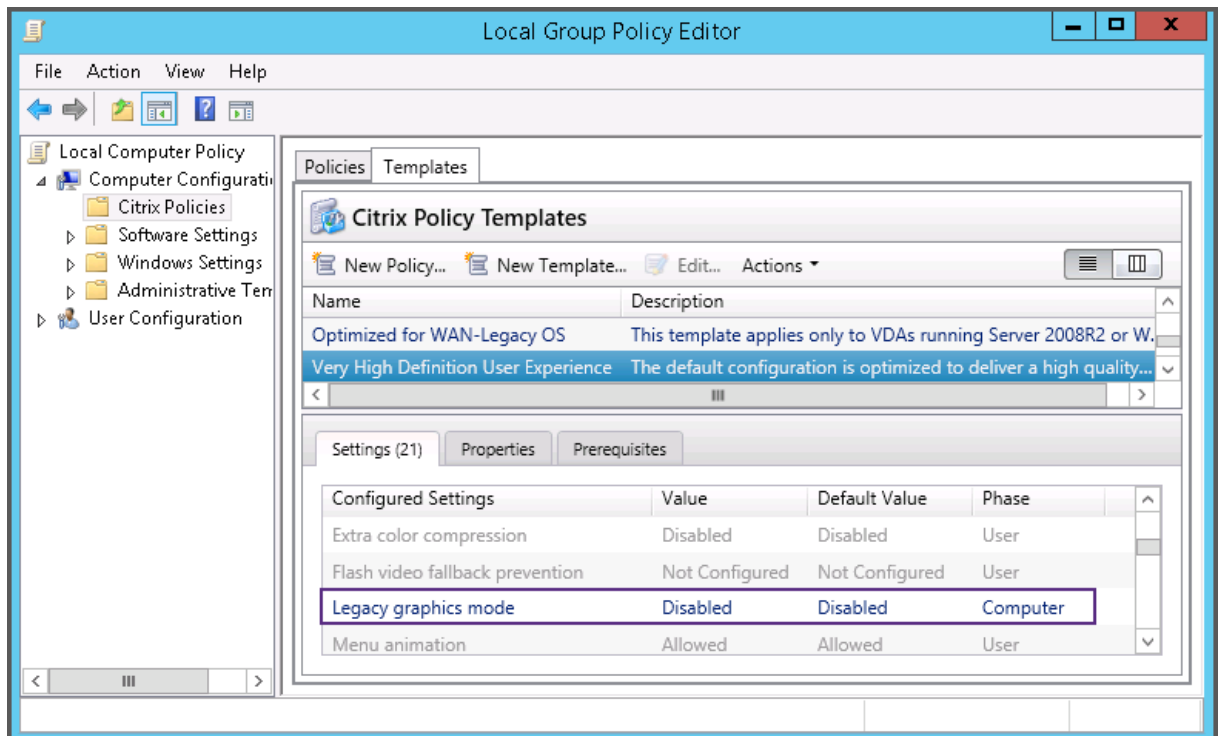 Local Group Policy Editor
File Action View Help
Local Computer Policy
Computer Configurati
Citrix Policies
Software Settings
Windows Settings
Administrative Tem
User Configuration
Policies Templates
Citrix Policy Templates
New Policy... New Template... Edit... Actions
Name Description
Optimized for WAN-Legacy OS This template applies only to VDAs running Server 2008R2 or W.
Very High Definition User Experience The default configuration is optimized to deliver a high quality...
Settings (21) Properties Prerequisites
Configured Settings Value Default Value Phase
Extra color compression Disabled Disabled User
Flash video fallback prevention Not Configured Not Configured User
Legacy graphics mode Disabled Disabled Computer
Menu animation Allowed Allowed User